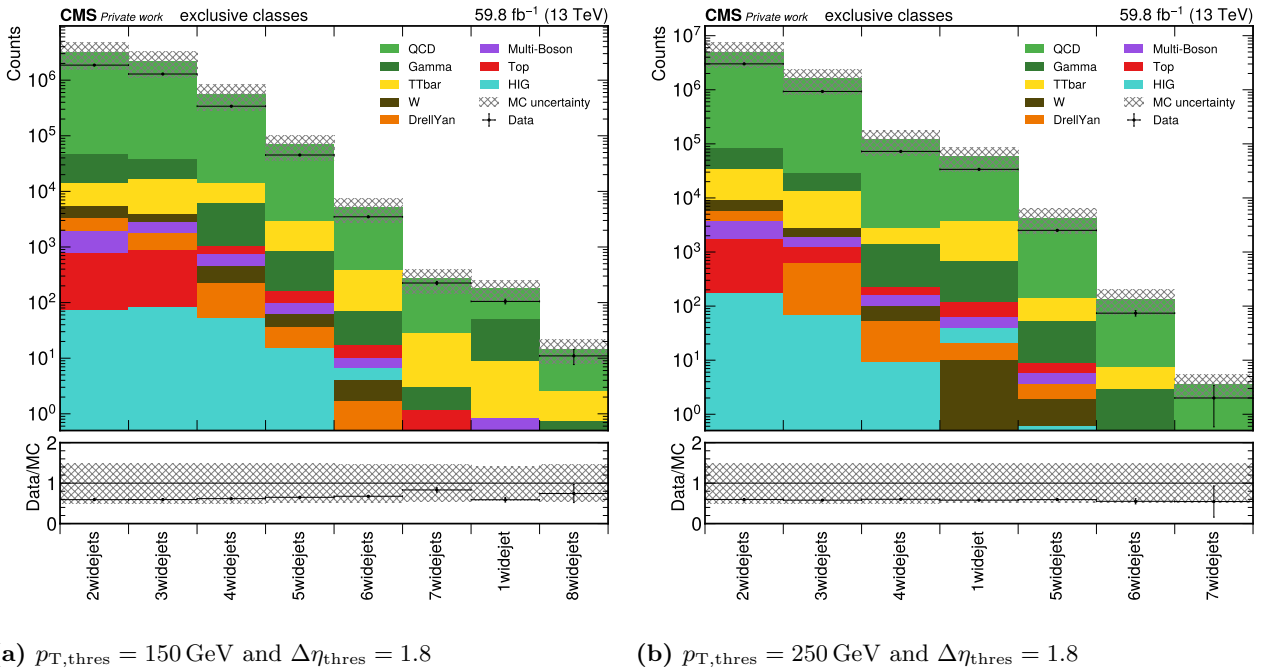 CMS Private work exclusive classes 59.8 fb⁻¹ (13 TeV)
Counts
10⁶
10⁵
10⁴
10³
10²
10¹
10⁰
QCD
Gamma
TTbar
W
DrellYan
Multi-Boson
Top
HIG
MC uncertainty
Data
Data/MC
2
1
0
2widejets
3widejets
4widejets
5widejets
6widejets
7widejets
1widejet
8widejets
a) p_T,thres = 150 GeV and Δη_thres = 1.8
CMS Private work exclusive classes 59.8 fb⁻¹ (13 TeV)
Counts
10⁷
10⁶
10⁵
10⁴
10³
10²
10¹
10⁰
QCD
Gamma
TTbar
W
DrellYan
Multi-Boson
Top
HIG
MC uncertainty
Data
Data/MC
2
1
0
2widejets
3widejets
4widejets
1widejet
5widejets
6widejets
7widejets
(b) p_T,thres = 250 GeV and Δη_thres = 1.8